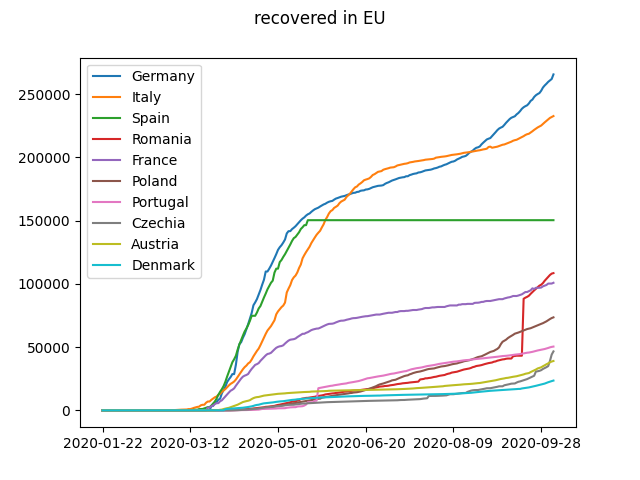 recovered in EU
Germany
Italy
Spain
Romania
France
Poland
Portugal
Czechia
Austria
Denmark
250000
200000
150000
100000
50000
0
2020-01-22 2020-03-12 2020-05-01 2020-06-20 2020-08-09 2020-09-28